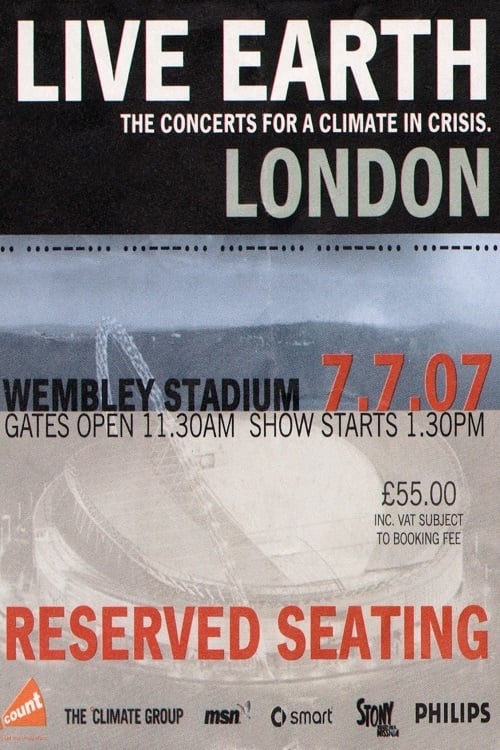 LIVE EARTH
THE CONCERTS FOR A CLIMATE IN CRISIS.
LONDON
WEMBLEY STADIUM 7.7.07
GATES OPEN 11.30AM SHOW STARTS 1.30PM
£55.00
INC. VAT SUBJECT
TO BOOKING FEE
RESERVED SEATING
count
THE CLIMATE GROUP msn smart STONY PHILIPS